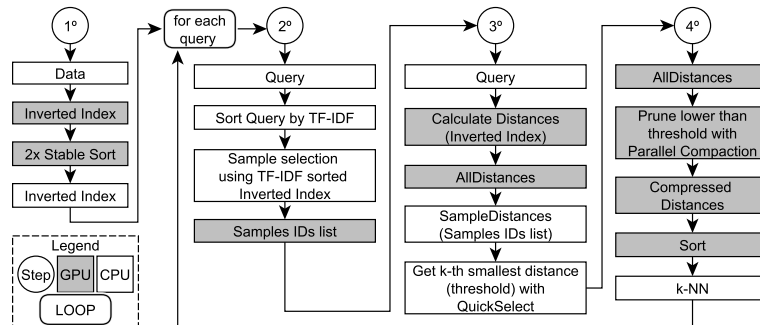 1º
Data
Inverted Index
2x Stable Sort
Inverted Index
Legend
Step
GPU
CPU
LOOP
for each
query
2º
Query
Sort Query by TF-IDF
Sample selection
using TF-IDF sorted
Inverted Index
Samples IDs list
3º
Query
Calculate Distances
(Inverted Index)
AllDistances
SampleDistances
(Samples IDs list)
Get k-th smallest distance
(threshold) with
QuickSelect
4º
AllDistances
Prune lower than
threshold with
Parallel Compaction
Compressed
Distances
Sort
k-NN